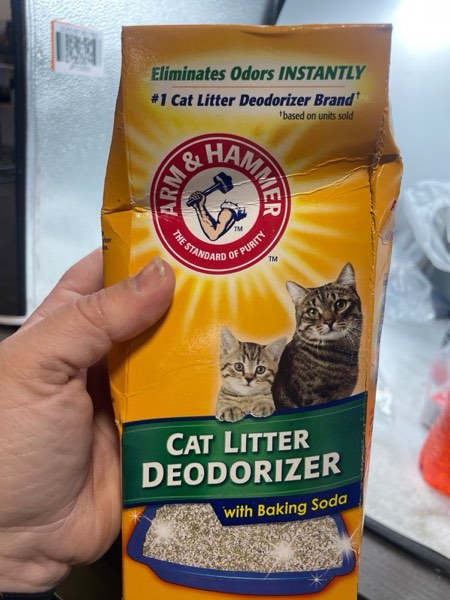 Eliminates Odors INSTANTLY
#1 Cat Litter Deodorizer Brand†
†based on units sold
ARM & HAMMER
TM
THE STANDARD OF PURITY
TM
CAT LITTER
DEODORIZER
with Baking Soda